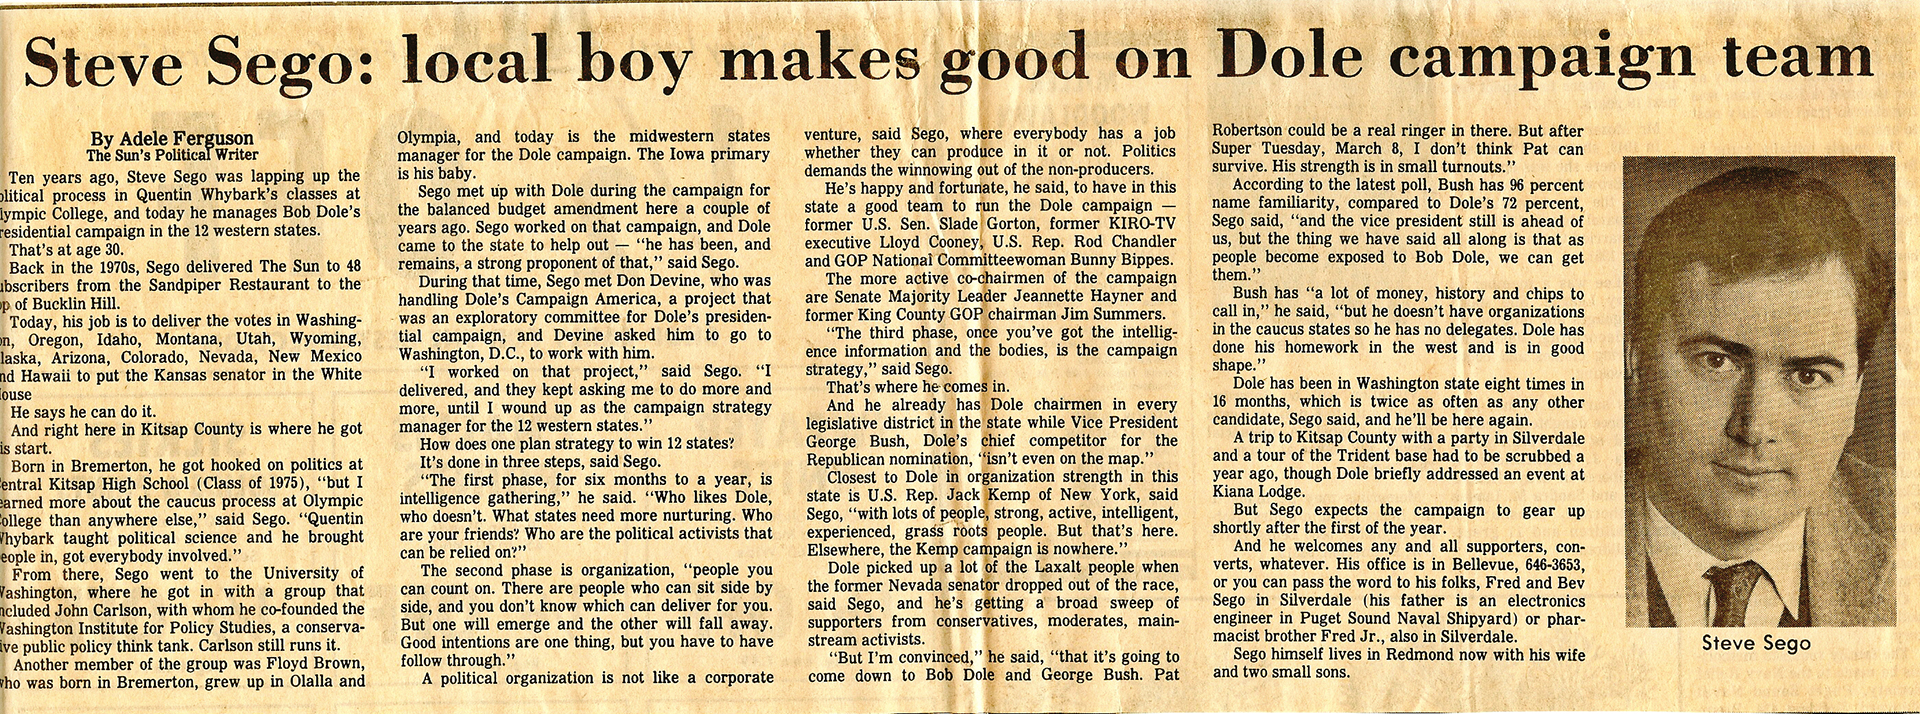 Steve Sego: local boy makes good on Dole campaign team
By Adele Ferguson
The Sun's Political Writer
Ten years ago, Steve Sego was lapping up the
olitical process in Quentin Whybark's classes at
lympic College, and today he manages Bob Dole's
residential campaign in the 12 western states.
That's at age 30.
Back in the 1970s, Sego delivered The Sun to 48
ubscribers from the Sandpiper Restaurant to the
op of Bucklin Hill.
Today, his job is to deliver the votes in Washing-
on, Oregon, Idaho, Montana, Utah, Wyoming,
laska, Arizona, Colorado, Nevada, New Mexico
nd Hawaii to put the Kansas senator in the White
ouse
He says he can do it.
And right here in Kitsap County is where he got
is start.
Born in Bremerton, he got hooked on politics at
entral Kitsap High School (Class of 1975), "but I
earned more about the caucus process at Olympic
ollege than anywhere else," said Sego. "Quentin
Whybark taught political science and he brought
eople in, got everybody involved."
From there, Sego went to the University of
Washington, where he got in with a group that
ncluded John Carlson, with whom he co-founded the
Washington Institute for Policy Studies, a conserva-
ive public policy think tank. Carlson still runs it.
Another member of the group was Floyd Brown,
who was born in Bremerton, grew up in Olalla and
Olympia, and today is the midwestern states
manager for the Dole campaign. The Iowa primary
is his baby.
Sego met up with Dole during the campaign for
the balanced budget amendment here a couple of
years ago. Sego worked on that campaign, and Dole
came to the state to help out — "he has been, and
remains, a strong proponent of that," said Sego.
During that time, Sego met Don Devine, who was
handling Dole's Campaign America, a project that
was an exploratory committee for Dole's presiden-
tial campaign, and Devine asked him to go to
Washington, D.C., to work with him.
"I worked on that project," said Sego. "I
delivered, and they kept asking me to do more and
more, until I wound up as the campaign strategy
manager for the 12 western states."
How does one plan strategy to win 12 states?
It's done in three steps, said Sego.
"The first phase, for six months to a year, is
intelligence gathering," he said. "Who likes Dole,
who doesn't. What states need more nurturing. Who
are your friends? Who are the political activists that
can be relied on?"
The second phase is organization, "people you
can count on. There are people who can sit side by
side, and you don't know which can deliver for you.
But one will emerge and the other will fall away.
Good intentions are one thing, but you have to have
follow through."
A political organization is not like a corporate
venture, said Sego, where everybody has a job
whether they can produce in it or not. Politics
demands the winnowing out of the non-producers.
He's happy and fortunate, he said, to have in this
state a good team to run the Dole campaign —
former U.S. Sen. Slade Gorton, former KIRO-TV
executive Lloyd Cooney, U.S. Rep. Rod Chandler
and GOP National Committeewoman Bunny Bippes.
The more active co-chairmen of the campaign
are Senate Majority Leader Jeannette Hayner and
former King County GOP chairman Jim Summers.
"The third phase, once you've got the intellig-
ence information and the bodies, is the campaign
strategy," said Sego.
That's where he comes in.
And he already has Dole chairmen in every
legislative district in the state while Vice President
George Bush, Dole's chief competitor for the
Republican nomination, "isn't even on the map."
Closest to Dole in organization strength in this
state is U.S. Rep. Jack Kemp of New York, said
Sego, "with lots of people, strong, active, intelligent,
experienced, grass roots people. But that's here.
Elsewhere, the Kemp campaign is nowhere."
Dole picked up a lot of the Laxalt people when
the former Nevada senator dropped out of the race,
said Sego, and he's getting a broad sweep of
supporters from conservatives, moderates, main-
stream activists.
"But I'm convinced," he said, "that it's going to
come down to Bob Dole and George Bush. Pat
Robertson could be a real ringer in there. But after
Super Tuesday, March 8, I don't think Pat can
survive. His strength is in small turnouts."
According to the latest poll, Bush has 96 percent
name familiarity, compared to Dole's 72 percent,
Sego said, "and the vice president still is ahead of
us, but the thing we have said all along is that as
people become exposed to Bob Dole, we can get
them."
Bush has "a lot of money, history and chips to
call in," he said, "but he doesn't have organizations
in the caucus states so he has no delegates. Dole has
done his homework in the west and is in good
shape."
Dole has been in Washington state eight times in
16 months, which is twice as often as any other
candidate, Sego said, and he'll be here again.
A trip to Kitsap County with a party in Silverdale
and a tour of the Trident base had to be scrubbed a
year ago, though Dole briefly addressed an event at
Kiana Lodge.
But Sego expects the campaign to gear up
shortly after the first of the year.
And he welcomes any and all supporters, con-
verts, whatever. His office is in Bellevue, 646-3653,
or you can pass the word to his folks, Fred and Bev
Sego in Silverdale (his father is an electronics
engineer in Puget Sound Naval Shipyard) or phar-
macist brother Fred Jr., also in Silverdale.
Sego himself lives in Redmond now with his wife
and two small sons.
Steve Sego